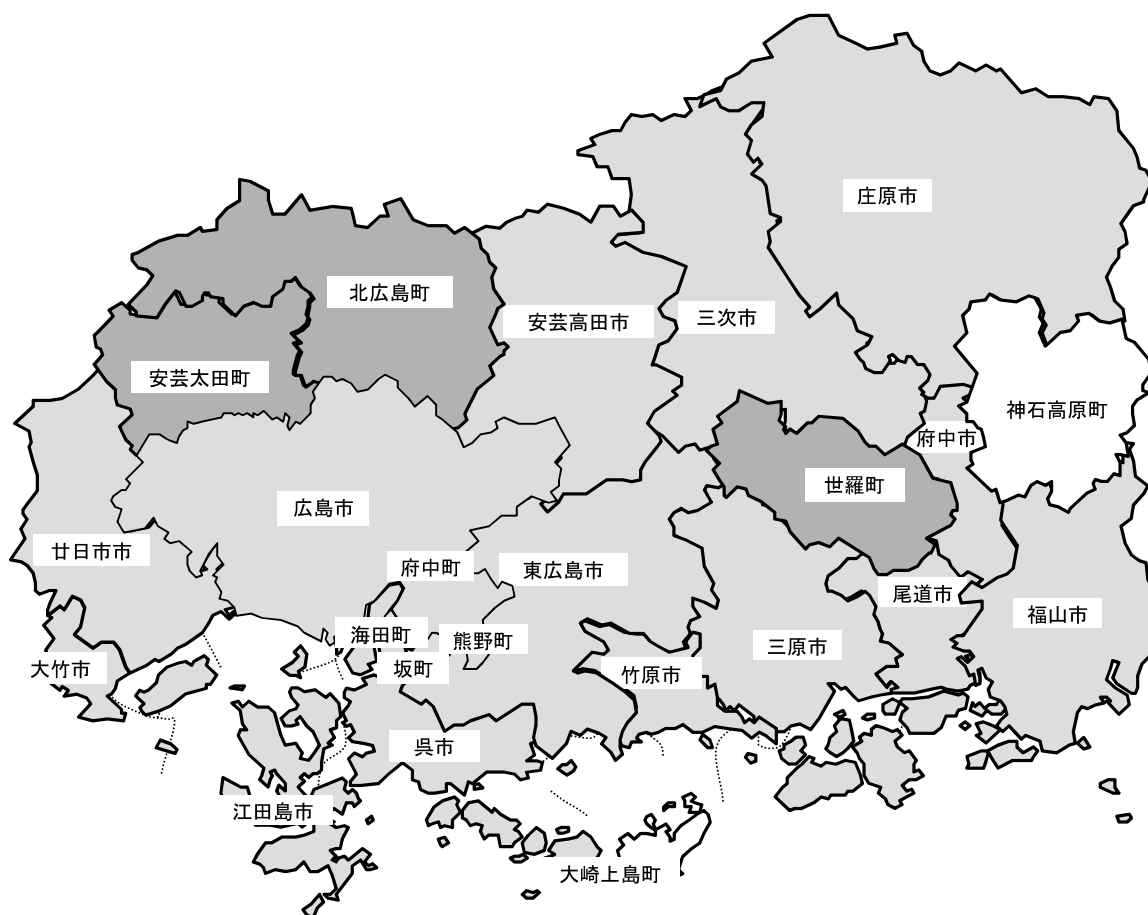 庄原市
北広島町
安芸高田市
三次市
安芸太田町
神石高原町
府中市
世羅町
広島市
廿日市市
府中町
東広島市
尾道市
福山市
海田町
熊野町
三原市
大竹市
坂町
竹原市
呉市
江田島市
大崎上島町